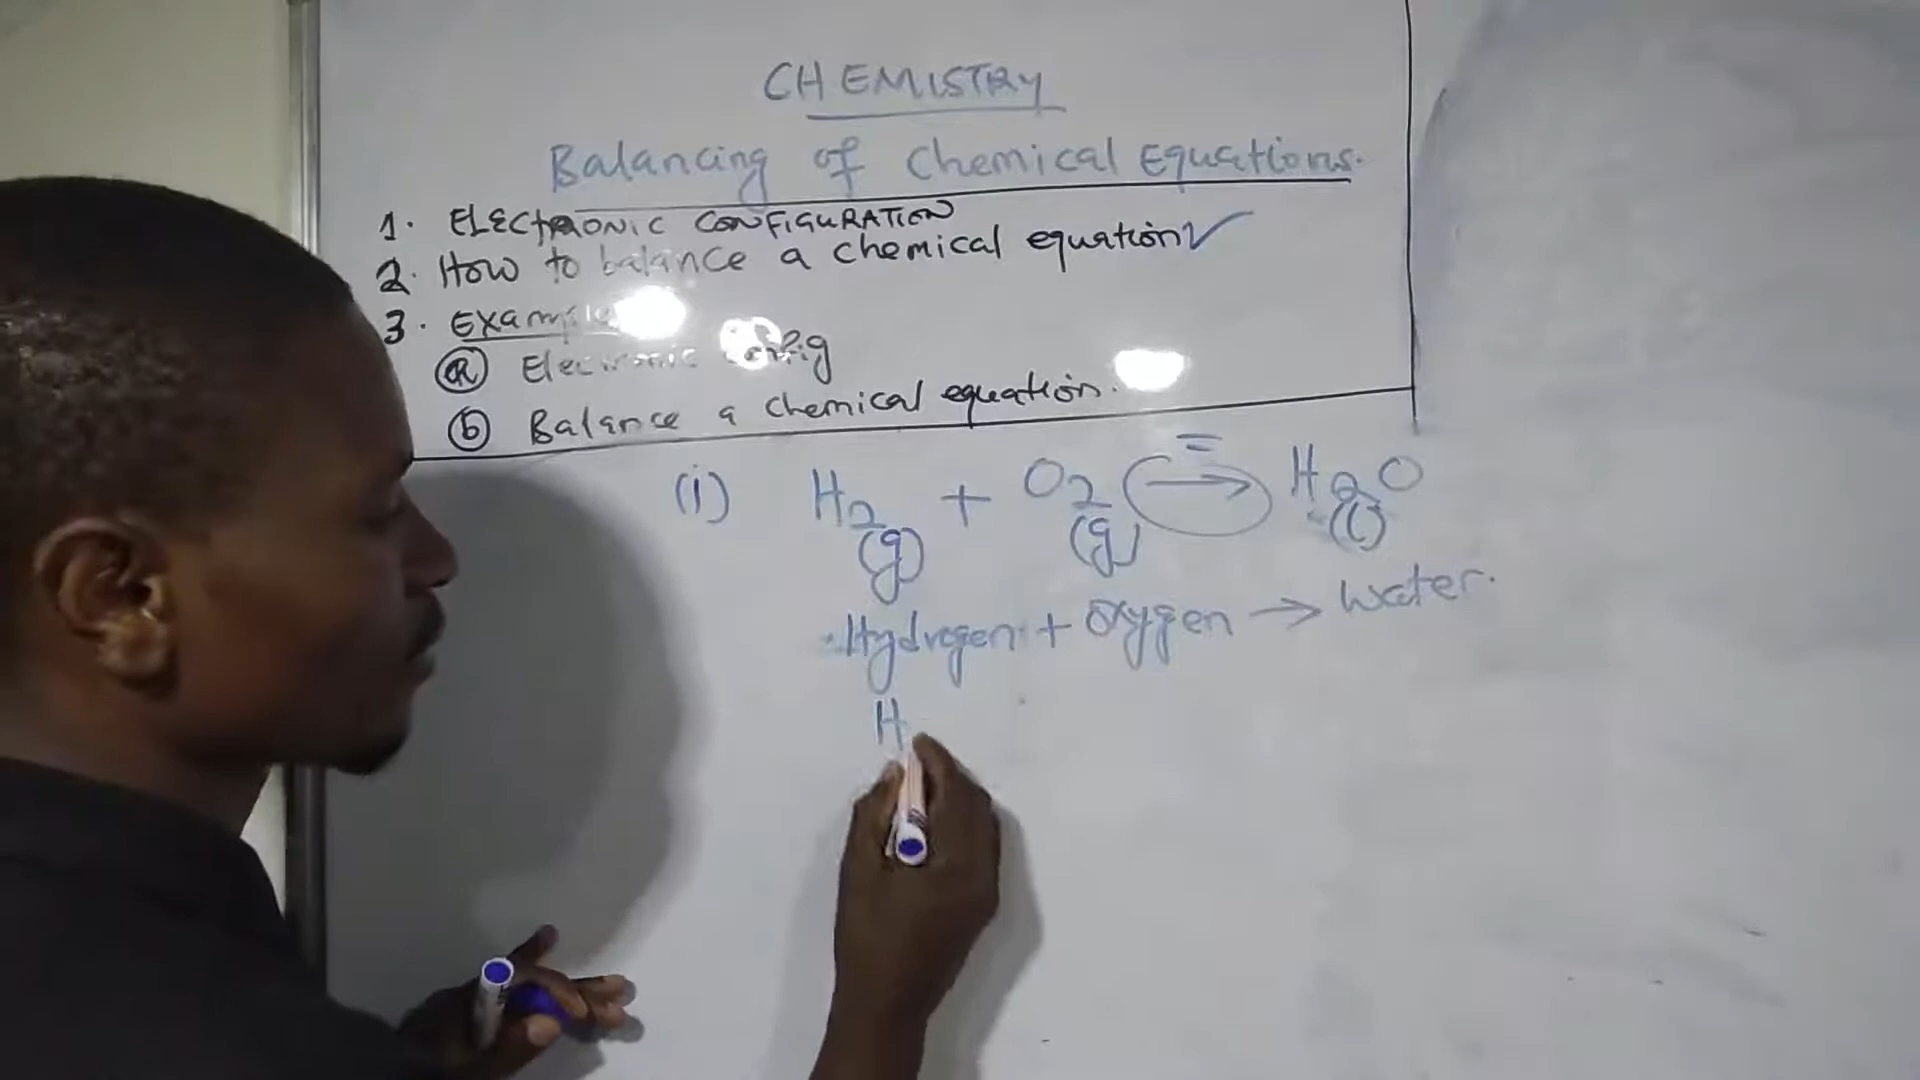 CHEMISTRY
Balancing of Chemical Equations.
1. ELECTRONIC CONFIGURATION
2. How to balance a chemical equation ✓
3. Example
(a) Electronic config
(b) Balance a chemical equation.
=
(i) H₂(g) + O₂(g) → H₂O(l)
Hydrogen + Oxygen → Water.
H